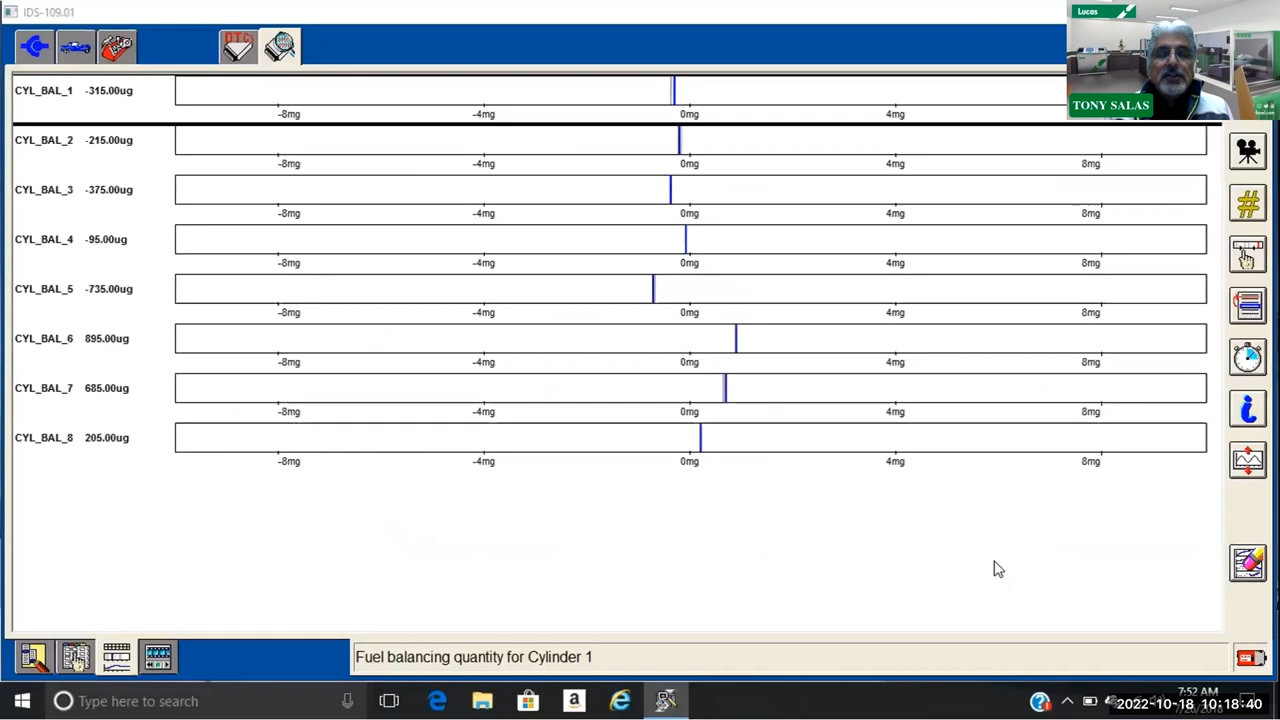 IDS-109.01
Lucas
DTCs
TONY SALAS
CYL_BAL_1 -315.00ug
-8mg -4mg 0mg 4mg
CYL_BAL_2 -215.00ug
-8mg -4mg 0mg 4mg 8mg
CYL_BAL_3 -375.00ug
-8mg -4mg 0mg 4mg 8mg
CYL_BAL_4 -95.00ug
-8mg -4mg 0mg 4mg 8mg
CYL_BAL_5 -735.00ug
-8mg -4mg 0mg 4mg 8mg
CYL_BAL_6 895.00ug
-8mg -4mg 0mg 4mg 8mg
CYL_BAL_7 685.00ug
-8mg -4mg 0mg 4mg 8mg
CYL_BAL_8 205.00ug
-8mg -4mg 0mg 4mg 8mg
Fuel balancing quantity for Cylinder 1
Type here to search
7:52 AM
2022-10-18 10:18:40